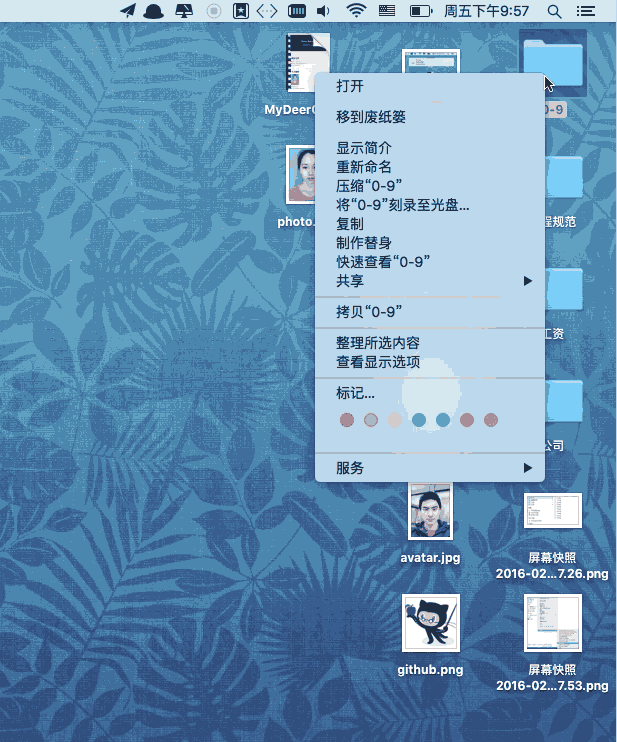 周五下午9:57
MyDeer
打开
移到废纸篓
0-9
显示简介
重新命名
压缩“0-9”
将“0-9”刻录至光盘...
复制
制作替身
快速查看“0-9”
共享
photo.
程规范
拷贝“0-9”
工资
整理所选内容
查看显示选项
标记...
公司
服务
avatar.jpg
屏幕快照
2016-02...7.26.png
github.png
屏幕快照
2016-02...7.53.png